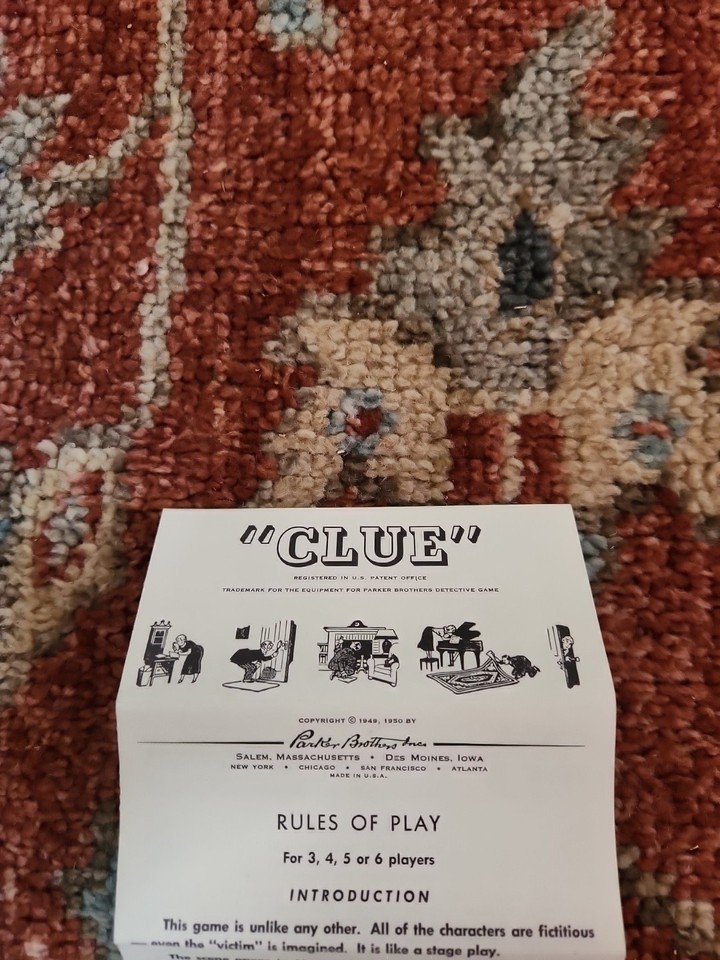 "CLUE"
REGISTERED IN U.S. PATENT OFFICE
TRADEMARK FOR THE EQUIPMENT FOR PARKER BROTHERS DETECTIVE GAME
COPYRIGHT © 1949, 1950 BY
Parker Brothers Inc.
SALEM, MASSACHUSETTS • DES MOINES, IOWA
NEW YORK • CHICAGO • SAN FRANCISCO • ATLANTA
MADE IN U.S.A.
RULES OF PLAY
For 3, 4, 5 or 6 players
INTRODUCTION
This game is unlike any other. All of the characters are fictitious
— even the "victim" is imagined. It is like a stage play.